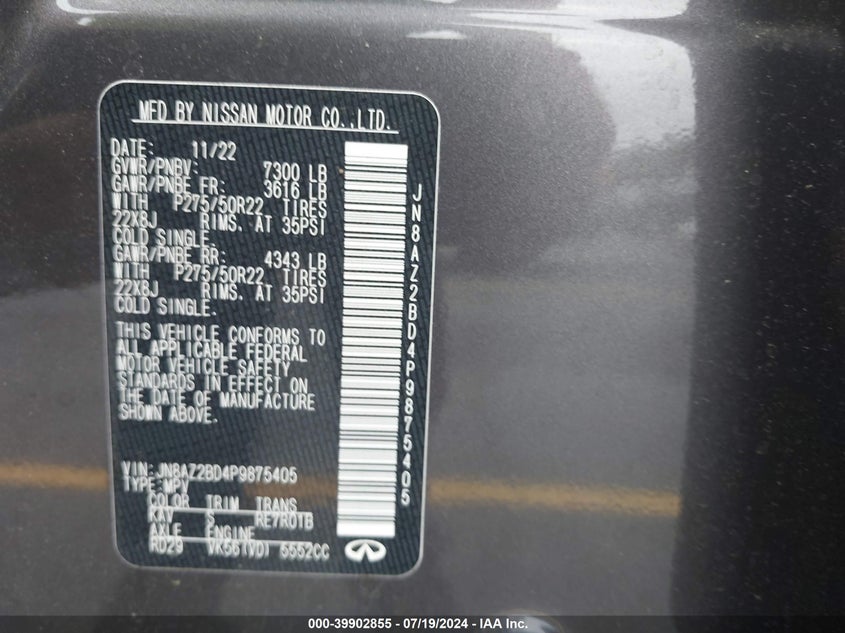 MFD BY NISSAN MOTOR CO.,LTD.
DATE: 11/22
GVWR/PNBV: 7300 LB
GAWR/PNBE FR: 3616 LB
WITH P275/50R22 TIRES
22X8J RIMS. AT 35PSI
COLD SINGLE.
GAWR/PNBE RR: 4343 LB
WITH P275/50R22 TIRES
22X8J RIMS. AT 35PSI
COLD SINGLE.
THIS VEHICLE CONFORMS TO
ALL APPLICABLE FEDERAL
MOTOR VEHICLE SAFETY
STANDARDS IN EFFECT ON
THE DATE OF MANUFACTURE
SHOWN ABOVE.
VIN:JN8AZ2BD4P9875405
TYPE:MPV
COLOR TRIM TRANS
KAV S RE7R01B
AXLE ENGINE
RD29 VK56(VD) 5552CC
JN8AZ2BD4P9875405
000-39902855 - 07/19/2024 - IAAI.com